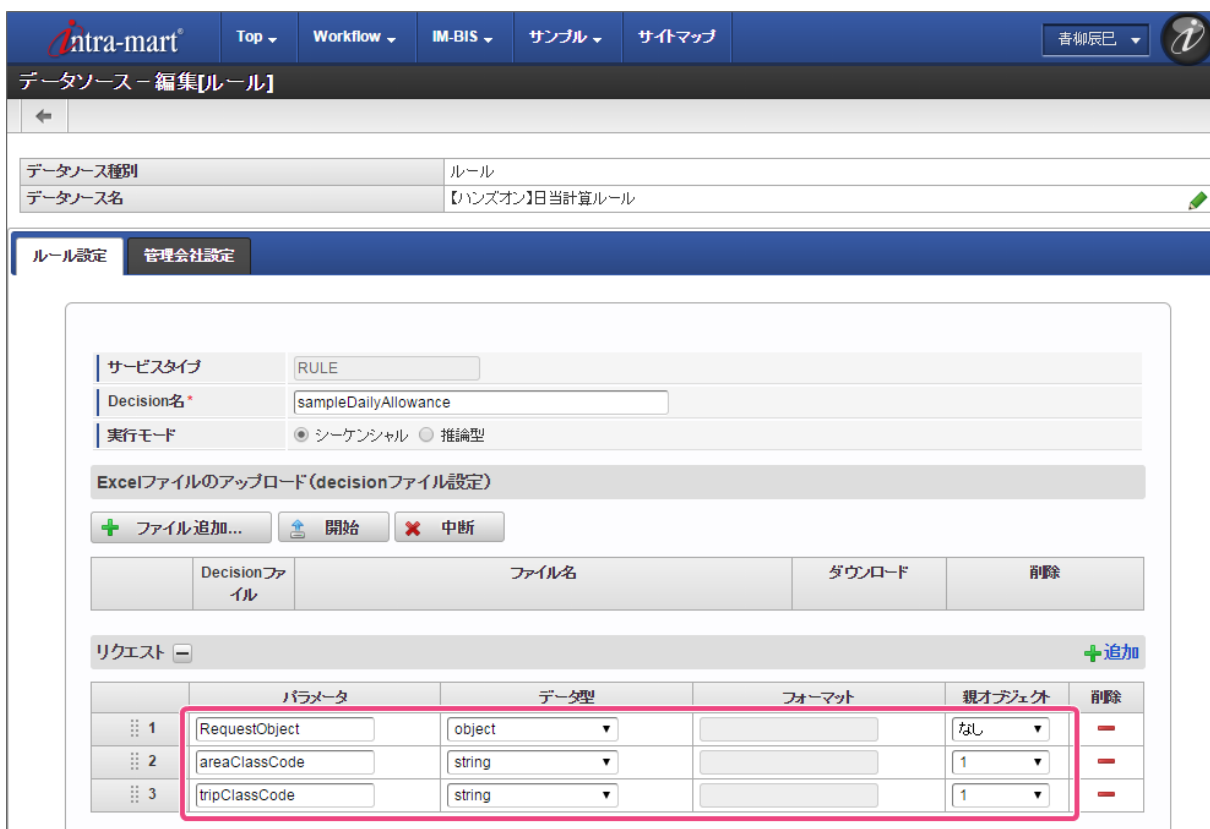 intra-mart® Top Workflow IM-BIS サンプル サイトマップ 青柳辰巳
データソース - 編集[ルール]
データソース種別 ルール
データソース名 【ハンズオン】日当計算ルール
ルール設定 管理会社設定
サービスタイプ RULE
Decision名* sampleDailyAllowance
実行モード シーケンシャル 推論型
Excelファイルのアップロード(decisionファイル設定)
ファイル追加... 開始 中断
Decisionファイル ファイル名 ダウンロード 削除
リクエスト 追加
パラメータ データ型 フォーマット 親オブジェクト 削除
1 RequestObject object なし
2 areaClassCode string 1
3 tripClassCode string 1